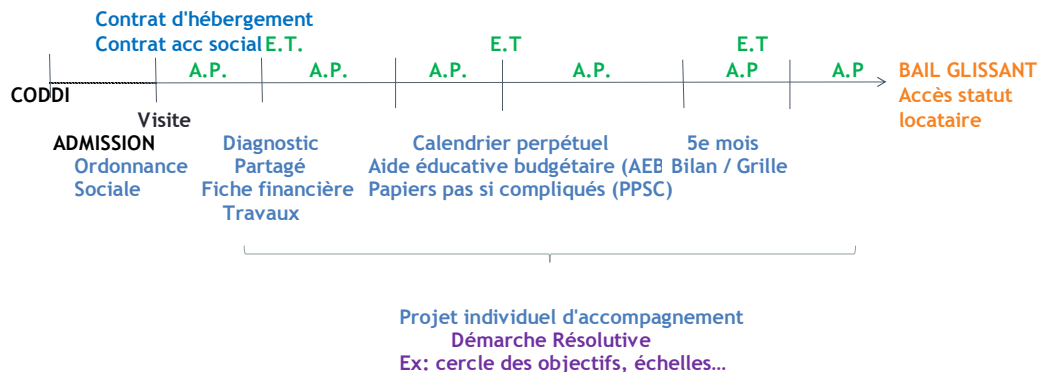 Contrat d'hébergement
Contrat acc social E.T. E.T E.T
A.P. A.P. A.P. A.P. A.P A.P BAIL GLISSANT
CODDI Accès statut
Visite locataire
ADMISSION Diagnostic Calendrier perpétuel 5e mois
Ordonnance Partagé Aide éducative budgétaire (AEB Bilan / Grille
Sociale Fiche financière Papiers pas si compliqués (PPSC)
Travaux
Projet individuel d'accompagnement
Démarche Résolutive
Ex: cercle des objectifs, échelles…